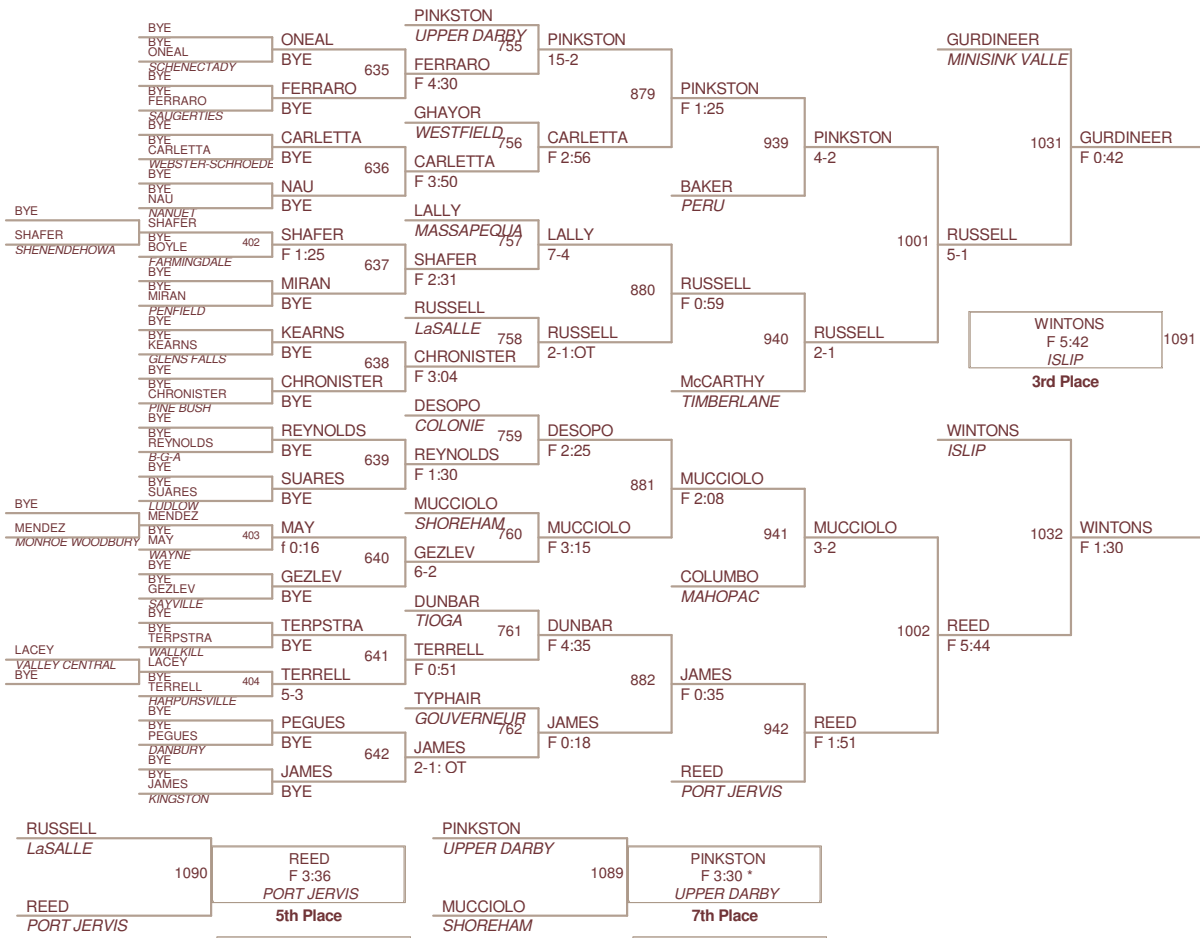 BYE
SHAFER
SHENENDEHOWA
BYE
MENDEZ
MONROE WOODBURY
LACEY
VALLEY CENTRAL
BYE
BYE
BYE
ONEAL
SCHENECTADY
BYE
BYE
FERRARO
SAUGERTIES
BYE
BYE
CARLETTA
WEBSTER-SCHROEDE
BYE
BYE
NAU
NANUET
SHAFER
BYE
BOYLE
402
FARMINGDALE
BYE
BYE
MIRAN
PENFIELD
BYE
BYE
KEARNS
GLENS FALLS
BYE
BYE
CHRONISTER
PINE BUSH
BYE
BYE
REYNOLDS
B-G-A
BYE
BYE
SUARES
LUDLOW
MENDEZ
BYE
MAY
403
WAYNE
BYE
BYE
GEZLEV
SAYVILLE
BYE
BYE
TERPSTRA
WALLKILL
LACEY
BYE
TERRELL
404
HARPURSVILLE
BYE
BYE
PEGUES
DANBURY
BYE
BYE
JAMES
KINGSTON
ONEAL
BYE
635
FERRARO
BYE
CARLETTA
BYE
636
NAU
BYE
SHAFER
F 1:25
637
MIRAN
BYE
KEARNS
BYE
638
CHRONISTER
BYE
REYNOLDS
BYE
639
SUARES
BYE
MAY
f 0:16
640
GEZLEV
BYE
TERPSTRA
BYE
641
TERRELL
5-3
PEGUES
BYE
642
JAMES
BYE
PINKSTON
UPPER DARBY
755
FERRARO
F 4:30
GHAYOR
WESTFIELD
756
CARLETTA
F 3:50
LALLY
MASSAPEQUA
757
SHAFER
F 2:31
RUSSELL
LaSALLE
758
CHRONISTER
F 3:04
DESOPO
COLONIE
759
REYNOLDS
F 1:30
MUCCIOLO
SHOREHAM
760
GEZLEV
6-2
DUNBAR
TIOGA
761
TERRELL
F 0:51
TYPHAIR
GOUVERNEUR
762
JAMES
2-1: OT
PINKSTON
15-2
879
CARLETTA
F 2:56
LALLY
7-4
880
RUSSELL
2-1:OT
DESOPO
F 2:25
881
MUCCIOLO
F 3:15
DUNBAR
F 4:35
882
JAMES
F 0:18
PINKSTON
F 1:25
939
BAKER
PERU
RUSSELL
F 0:59
940
McCARTHY
TIMBERLANE
MUCCIOLO
F 2:08
941
COLUMBO
MAHOPAC
JAMES
F 0:35
942
REED
PORT JERVIS
PINKSTON
4-2
1001
RUSSELL
2-1
MUCCIOLO
3-2
1002
REED
F 1:51
GURDINEER
MINISINK VALLE
1031
RUSSELL
5-1
WINTONS
ISLIP
1032
REED
F 5:44
GURDINEER
F 0:42
WINTONS
F 1:30
WINTONS
F 5:42
ISLIP
1091
3rd Place
RUSSELL
LaSALLE
1090
REED
PORT JERVIS
REED
F 3:36
PORT JERVIS
5th Place
PINKSTON
UPPER DARBY
1089
MUCCIOLO
SHOREHAM
PINKSTON
F 3:30 *
UPPER DARBY
7th Place